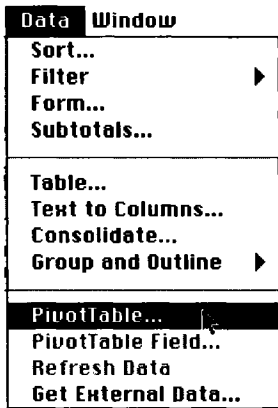 Data Window
Sort...
Filter
Form...
Subtotals...
Table...
Text to Columns...
Consolidate...
Group and Outline
PivotTable...
PivotTable Field...
Refresh Data
Get External Data...